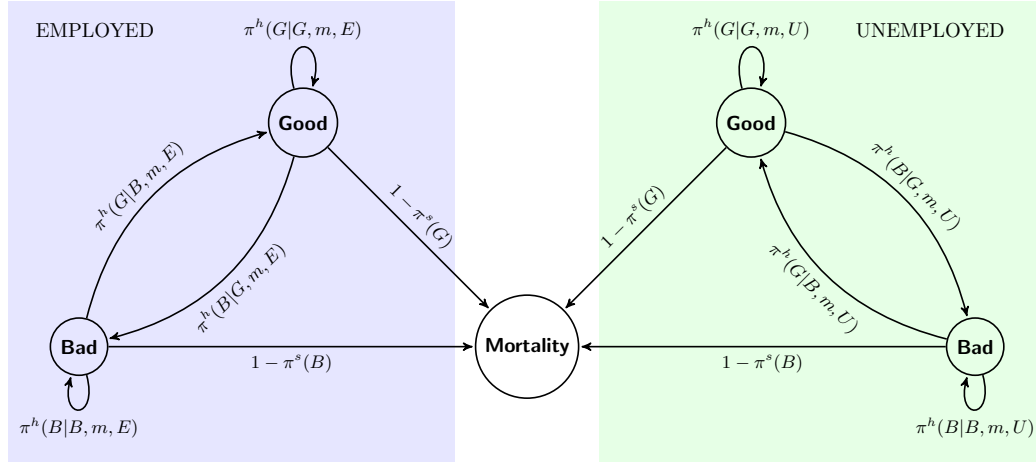 EMPLOYED
UNEMPLOYED
π^h(G|G, m, E)
π^h(G|G, m, U)
Good
Good
π^h(G|B, m, E)
π^h(B|G, m, E)
1 − π^s(G)
1 − π^s(G)
π^h(B|G, m, U)
π^h(G|B, m, U)
Bad
Mortality
Bad
1 − π^s(B)
1 − π^s(B)
π^h(B|B, m, E)
π^h(B|B, m, U)